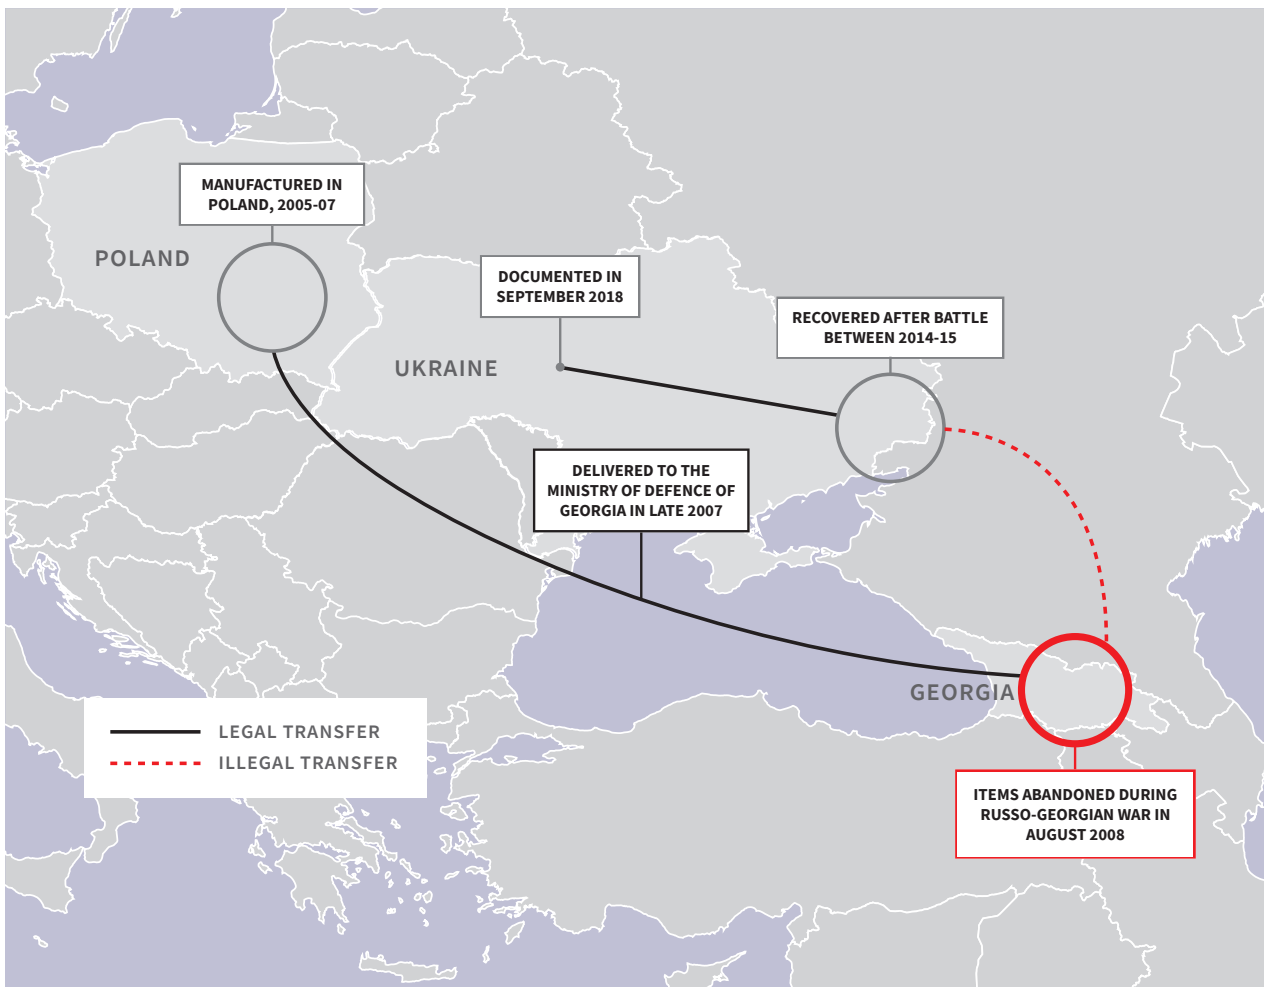 MANUFACTURED IN
POLAND, 2005-07
POLAND
DOCUMENTED IN
SEPTEMBER 2018
RECOVERED AFTER BATTLE
BETWEEN 2014-15
UKRAINE
DELIVERED TO THE
MINISTRY OF DEFENCE OF
GEORGIA IN LATE 2007
GEORGIA
LEGAL TRANSFER
ILLEGAL TRANSFER
ITEMS ABANDONED DURING
RUSSO-GEORGIAN WAR IN
AUGUST 2008